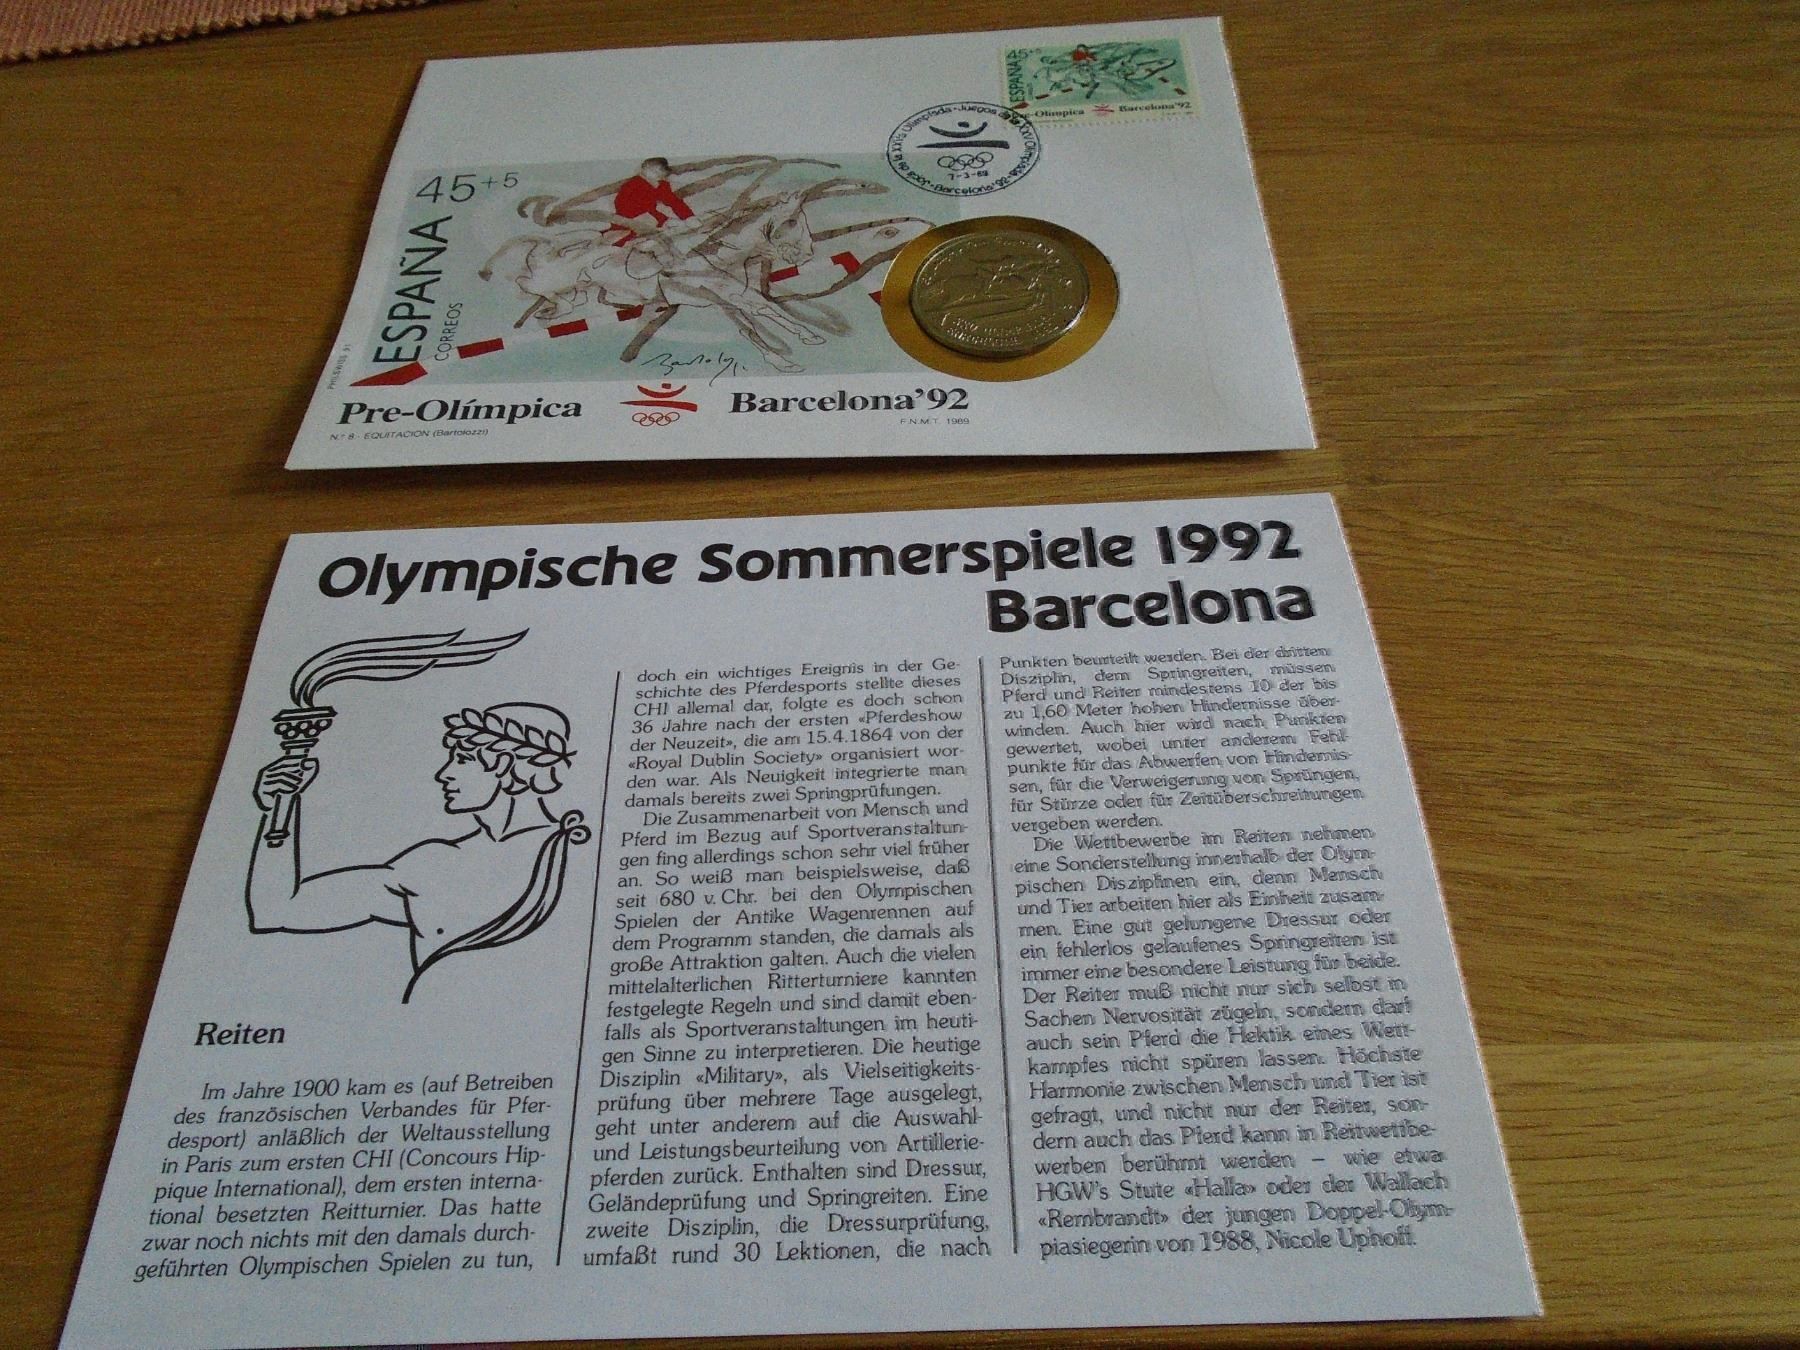 45+5
ESPAÑA
Pre-Olímpica Barcelona'92
7-3-89
Barcelona'92
45+5
ESPAÑA
CORREOS
Pre-Olímpica
Barcelona'92
N.º 8 - EQUITACION (Bartolozzi)
F.N.M.T. 1989
Olympische Sommerspiele 1992
Barcelona
Reiten
Im Jahre 1900 kam es (auf Betreiben
des französischen Verbandes für Pfer-
desport) anläßlich der Weltausstellung
in Paris zum ersten CHI (Concours Hip-
pique International), dem ersten interna-
tional besetzten Reitturnier. Das hatte
zwar noch nichts mit den damals durch-
geführten Olympischen Spielen zu tun,
doch ein wichtiges Ereignis in der Ge-
schichte des Pferdesports stellte dieses
CHI allemal dar, folgte es doch schon
36 Jahre nach der ersten «Pferdeshow
der Neuzeit», die am 15.4.1864 von der
«Royal Dublin Society» organisiert wor-
den war. Als Neuigkeit integrierte man
damals bereits zwei Springprüfungen.
Die Zusammenarbeit von Mensch und
Pferd im Bezug auf Sportveranstaltun-
gen fing allerdings schon sehr viel früher
an. So weiß man beispielsweise, daß
seit 680 v. Chr. bei den Olympischen
Spielen der Antike Wagenrennen auf
dem Programm standen, die damals als
große Attraktion galten. Auch die vielen
mittelalterlichen Ritterturniere kannten
festgelegte Regeln und sind damit eben-
falls als Sportveranstaltungen im heuti-
gen Sinne zu interpretieren. Die heutige
Disziplin «Military», als Vielseitigkeits-
prüfung über mehrere Tage ausgelegt,
geht unter anderem auf die Auswahl-
und Leistungsbeurteilung von Artillerie-
pferden zurück. Enthalten sind Dressur,
Geländeprüfung und Springreiten. Eine
zweite Disziplin, die Dressurprüfung,
umfaßt rund 30 Lektionen, die nach
Punkten beurteilt werden. Bei der dritten
Disziplin, dem Springreiten, müssen
Pferd und Reiter mindestens 10 der bis
zu 1,60 Meter hohen Hindernisse über-
winden. Auch hier wird nach Punkten
gewertet, wobei unter anderem Fehl-
punkte für das Abwerfen von Hindernis-
sen, für die Verweigerung von Sprüngen,
für Stürze oder für Zeitüberschreitungen
vergeben werden.
Die Wettbewerbe im Reiten nehmen
eine Sonderstellung innerhalb der Olym-
pischen Disziplinen ein, denn Mensch
und Tier arbeiten hier als Einheit zusam-
men. Eine gut gelungene Dressur oder
ein fehlerlos gelaufenes Springreiten ist
immer eine besondere Leistung für beide.
Der Reiter muß nicht nur sich selbst in
Sachen Nervosität zügeln, sondern darf
auch sein Pferd die Hektik eines Wett-
kampfes nicht spüren lassen. Höchste
Harmonie zwischen Mensch und Tier ist
gefragt, und nicht nur der Reiter, son-
dern auch das Pferd kann in Reitwettbe-
werben berühmt werden – wie etwa
HGW's Stute «Halla» oder der Wallach
«Rembrandt» der jungen Doppel-Olym-
piasiegerin von 1988, Nicole Uphoff.